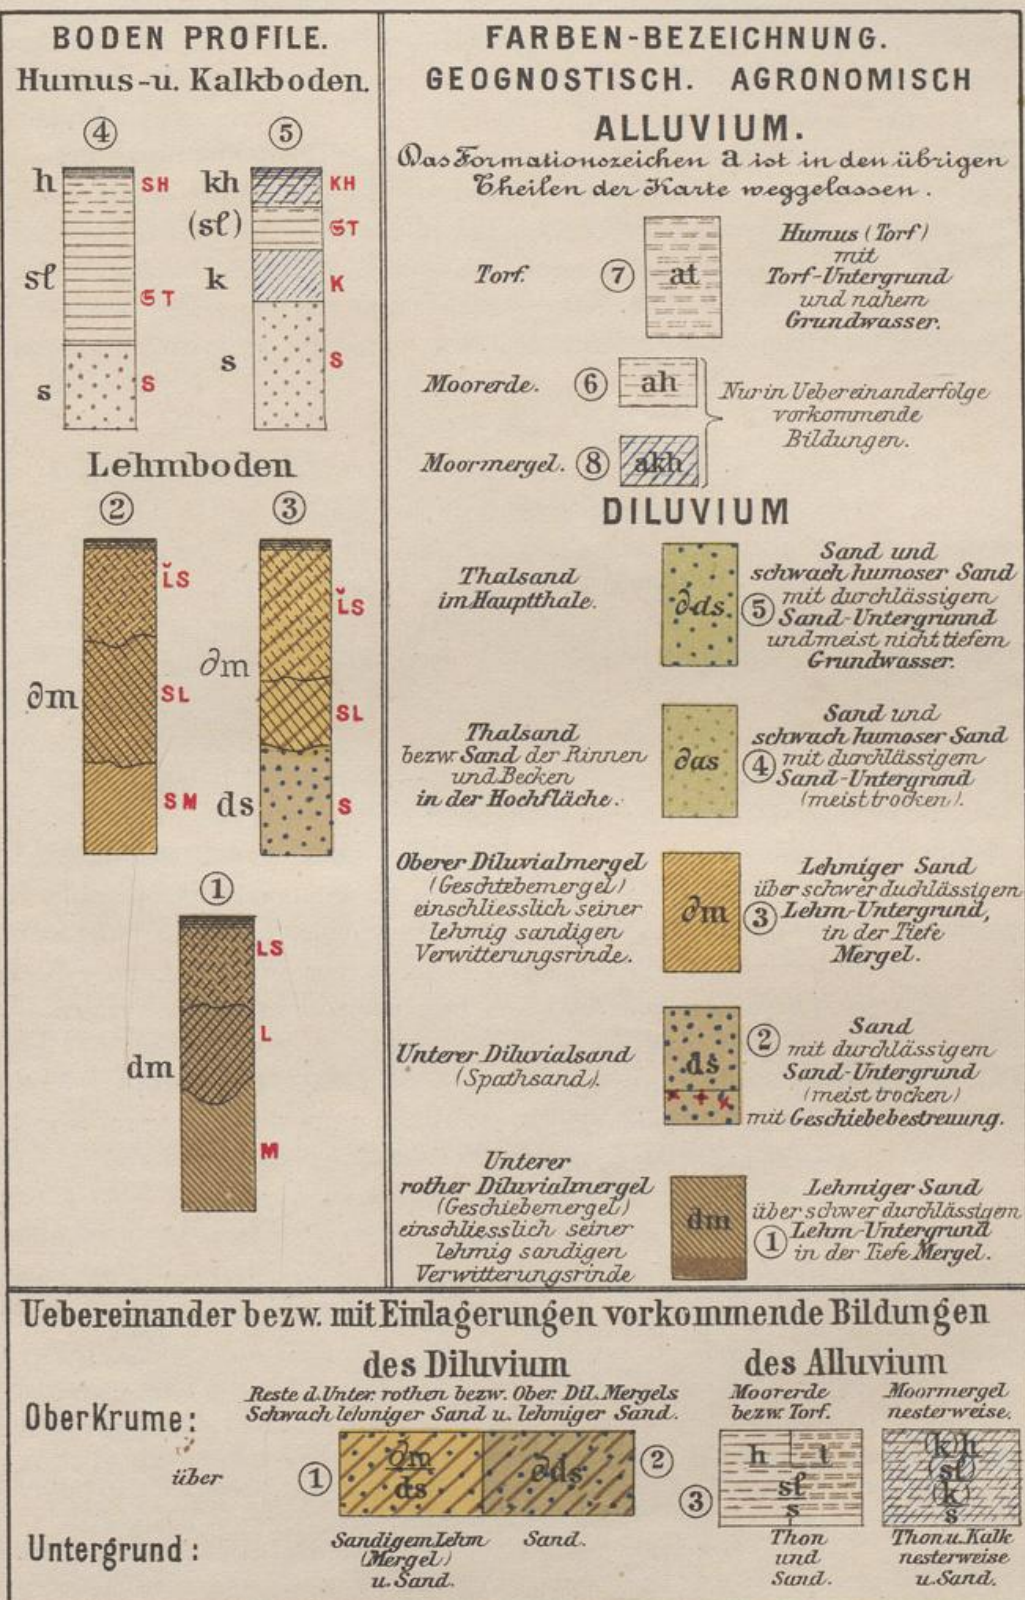 BODEN PROFILE.
Humus-u. Kalkboden.
④ ⑤
h SH kh KH
(sł) ST
sł ST k K
s S s S
Lehmboden
② ③
L̆S L̆S
∂m SL ∂m SL
SM ds S
①
LS
L
dm
M
FARBEN-BEZEICHNUNG.
GEOGNOSTISCH. AGRONOMISCH
ALLUVIUM.
Das Formationszeichen a ist in den übrigen
Theilen der Karte weggelassen.
Torf. ⑦ at
Humus (Torf)
mit
Torf-Untergrund
und nahem
Grundwasser.
Moorerde. ⑥ ah
Moormergel. ⑧ akh
Nur in Uebereinanderfolge
vorkommende
Bildungen.
DILUVIUM
Thalsand
im Hauptthale.
∂ds. ⑤
Sand und
schwach humoser Sand
mit durchlässigem
Sand-Untergrunnd
und meist nicht tiefem
Grundwasser.
Thalsand
bezw. Sand der Rinnen
und Becken
in der Hochfläche.
∂as ④
Sand und
schwach humoser Sand
mit durchlässigem
Sand-Untergrund
(meist trocken).
Oberer Diluvialmergel
(Geschiebemergel)
einschliesslich seiner
lehmig sandigen
Verwitterungsrinde.
∂m ③
Lehmiger Sand
über schwer duchlässigem
Lehm-Untergrund,
in der Tiefe
Mergel.
Unterer Diluvialsand
(Spathsand).
ds ②
Sand
mit durchlässigem
Sand-Untergrund
(meist trocken)
mit Geschiebebestreuung.
Unterer
rother Diluvialmergel
(Geschiebemergel)
einschliesslich seiner
lehmig sandigen
Verwitterungsrinde
dm ①
Lehmiger Sand
über schwer durchlässigem
Lehm-Untergrund
in der Tiefe Mergel.
Uebereinander bezw. mit Einlagerungen vorkommende Bildungen
des Diluvium des Alluvium
Reste d. Unter. rothen bezw. Ober. Dil. Mergels
Schwach lehmiger Sand u. lehmiger Sand.
Moorerde
bezw. Torf.
Moormergel
nesterweise.
Ober Krume:
über
① ∂m
ds
∂ds ②
③ h t
sł
s
(k)h
(sł)
(k)
s
Untergrund:
Sandigem Lehm
(Mergel)
u. Sand.
Sand.
Thon
und
Sand.
Thon u. Kalk
nesterweise
u. Sand.